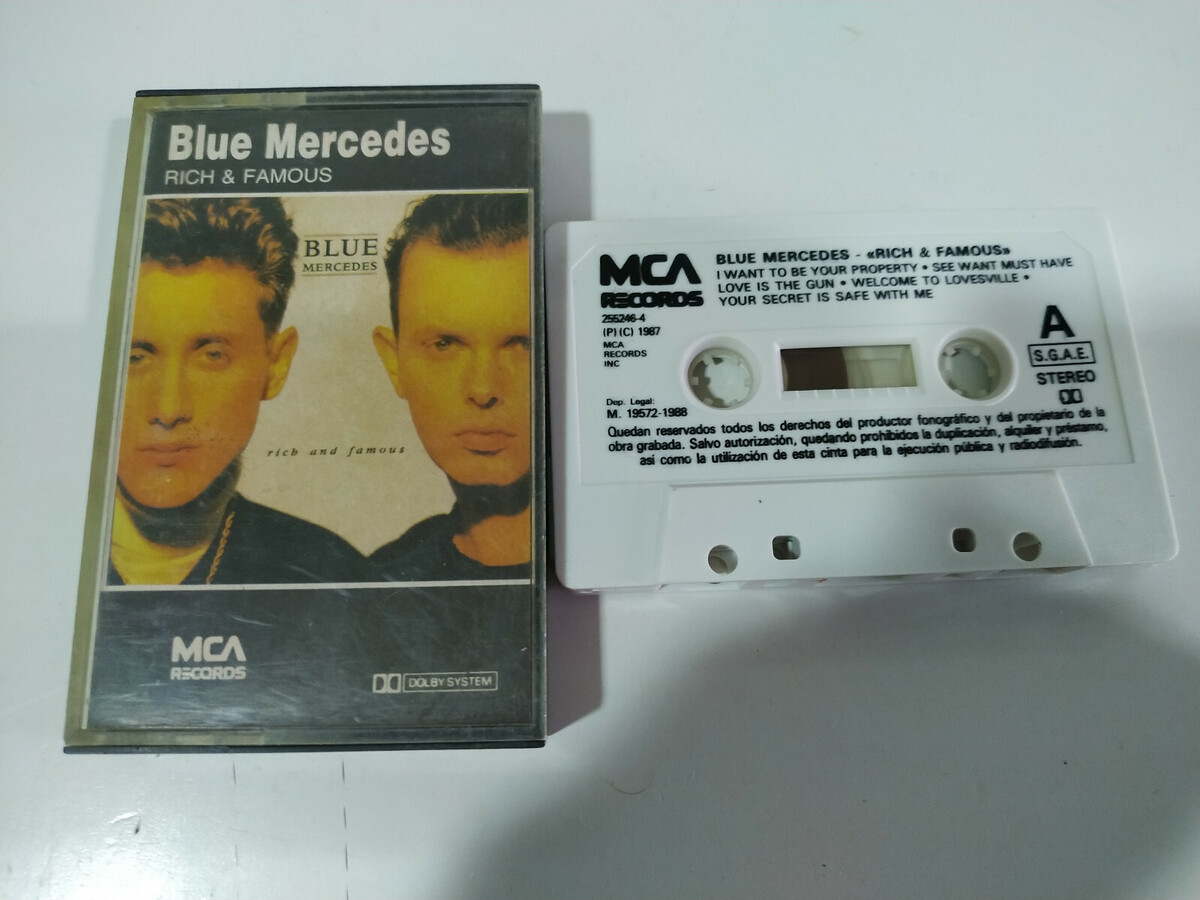 Blue Mercedes
RICH & FAMOUS
BLUE
MERCEDES
rich and famous
MCA
RECORDS
DOLBY SYSTEM
MCA
RECORDS
255246-4
(P) (C) 1987
MCA
RECORDS
INC
Dep. Legal:
M. 19572-1988
BLUE MERCEDES - «RICH & FAMOUS»
I WANT TO BE YOUR PROPERTY • SEE WANT MUST HAVE
LOVE IS THE GUN • WELCOME TO LOVESVILLE •
YOUR SECRET IS SAFE WITH ME
A
S.G.A.E.
STEREO
Quedan reservados todos los derechos del productor fonográfico y del propietario de la
obra grabada. Salvo autorización, quedando prohibidos la duplicación, alquiler y préstamo,
asi como la utilización de esta cinta para la ejecución pública y radiodifusión.